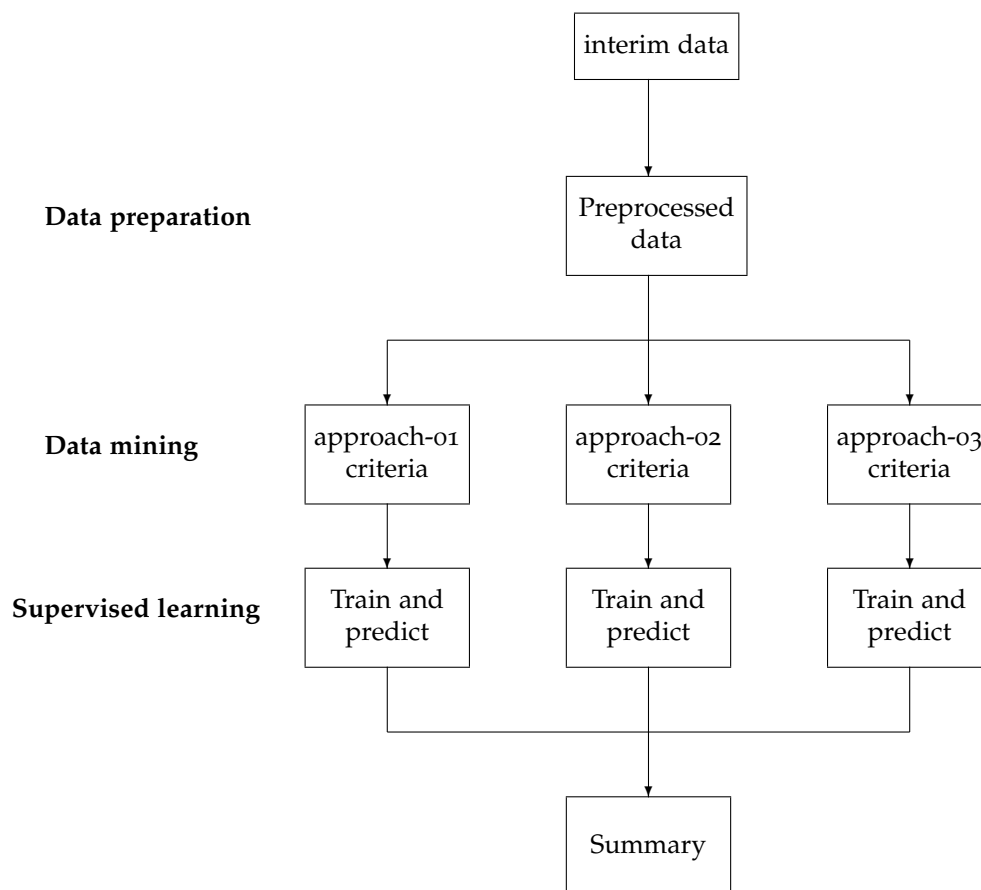 interim data
Data preparation
Preprocessed
data
Data mining
approach-01
criteria
approach-02
criteria
approach-03
criteria
Supervised learning
Train and
predict
Train and
predict
Train and
predict
Summary